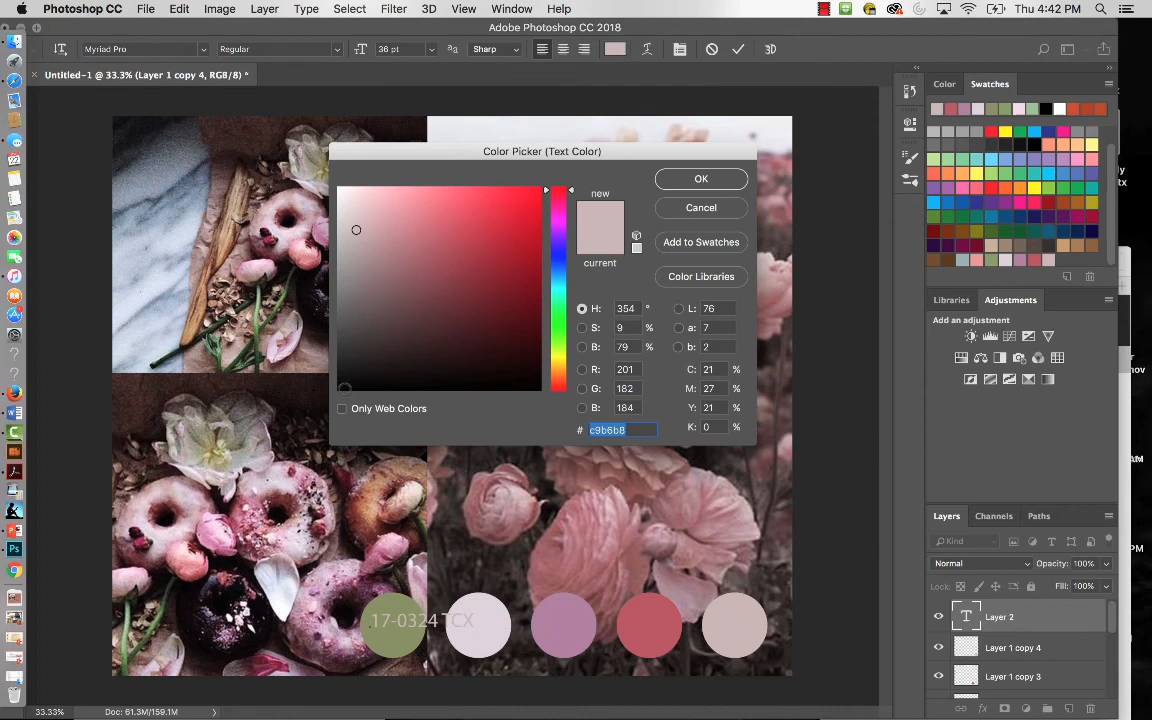 Photoshop CC File Edit Image Layer Type Select Filter 3D View Window Help Thu 4:42 PM
Adobe Photoshop CC 2018
Myriad Pro Regular 36 pt Sharp 3D
Untitled-1 @ 33.3% (Layer 1 copy 4, RGB/8) *
Color Swatches
Color Picker (Text Color)
new
current
OK
Cancel
Add to Swatches
Color Libraries
H: 354 ° L: 76
S: 9 % a: 7
B: 79 % b: 2
R: 201 C: 21 %
G: 182 M: 27 %
B: 184 Y: 21 %
# c9b6b8 K: 0 %
Only Web Colors
Libraries Adjustments
Add an adjustment
17-0324 TCX
Layers Channels Paths
Kind
Normal Opacity: 100%
Lock: Fill: 100%
Layer 2
Layer 1 copy 4
Layer 1 copy 3
33.33% Doc: 61.3M/159.1M